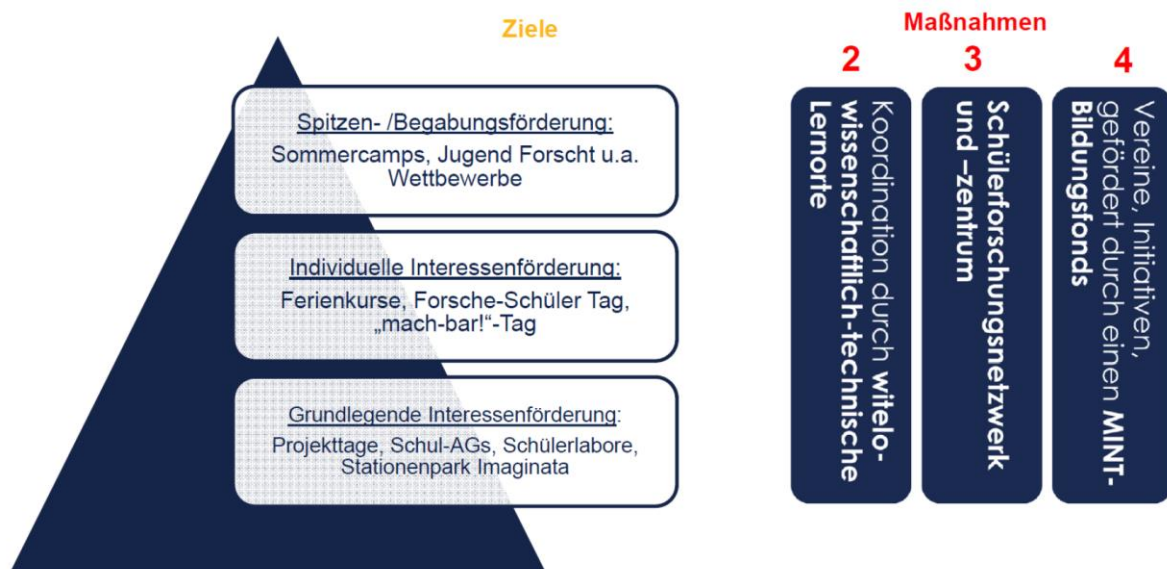 Ziele
Spitzen- /Begabungsförderung:
Sommercamps, Jugend Forscht u.a.
Wettbewerbe
Individuelle Interessenförderung:
Ferienkurse, Forsche-Schüler Tag,
„mach-bar!“-Tag
Grundlegende Interessenförderung:
Projekttage, Schul-AGs, Schülerlabore,
Stationenpark Imaginata
Maßnahmen
2
Koordination durch witelo-
wissenschaftlich-technische
Lernorte
3
Schülerforschungsnetzwerk
und –zentrum
4
Vereine, Initiativen,
gefördert durch einen MINT-
Bildungsfonds